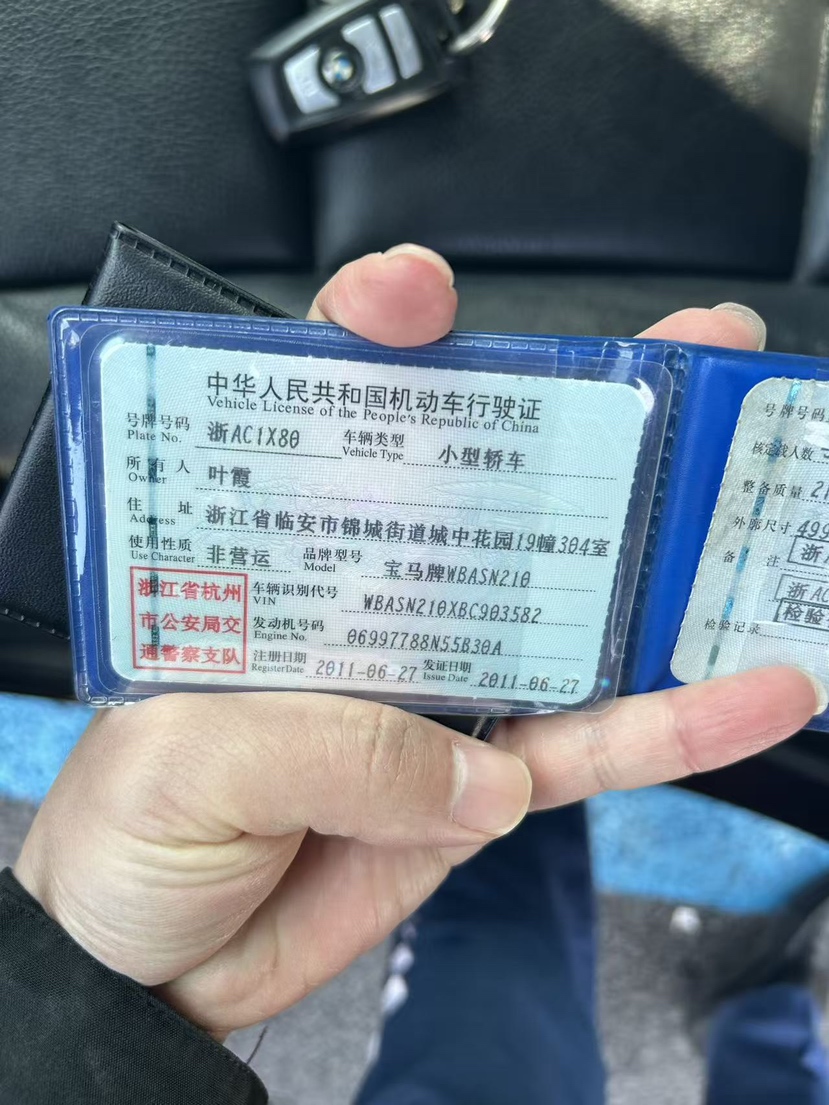 中华人民共和国机动车行驶证
Vehicle License of the People's Republic of China
号牌号码 浙AC1X80 车辆类型 小型轿车
Plate No. Vehicle Type
所有人 叶霞
Owner
住址 浙江省临安市锦城街道城中花园19幢304室
Address
使用性质 非营运 品牌型号 宝马牌WBASN210
Use Character Model
浙江省杭州
市公安局交
通警察支队
车辆识别代号 WBASN210XBC903582
VIN
发动机号码 06997788N55B30A
Engine No.
注册日期 2011-06-27 发证日期 2011-06-27
Register Date Issue Date
号牌号码
核定载人数
整备质量 21
外廓尺寸 499
备注 浙
浙AC
检验
检验记录